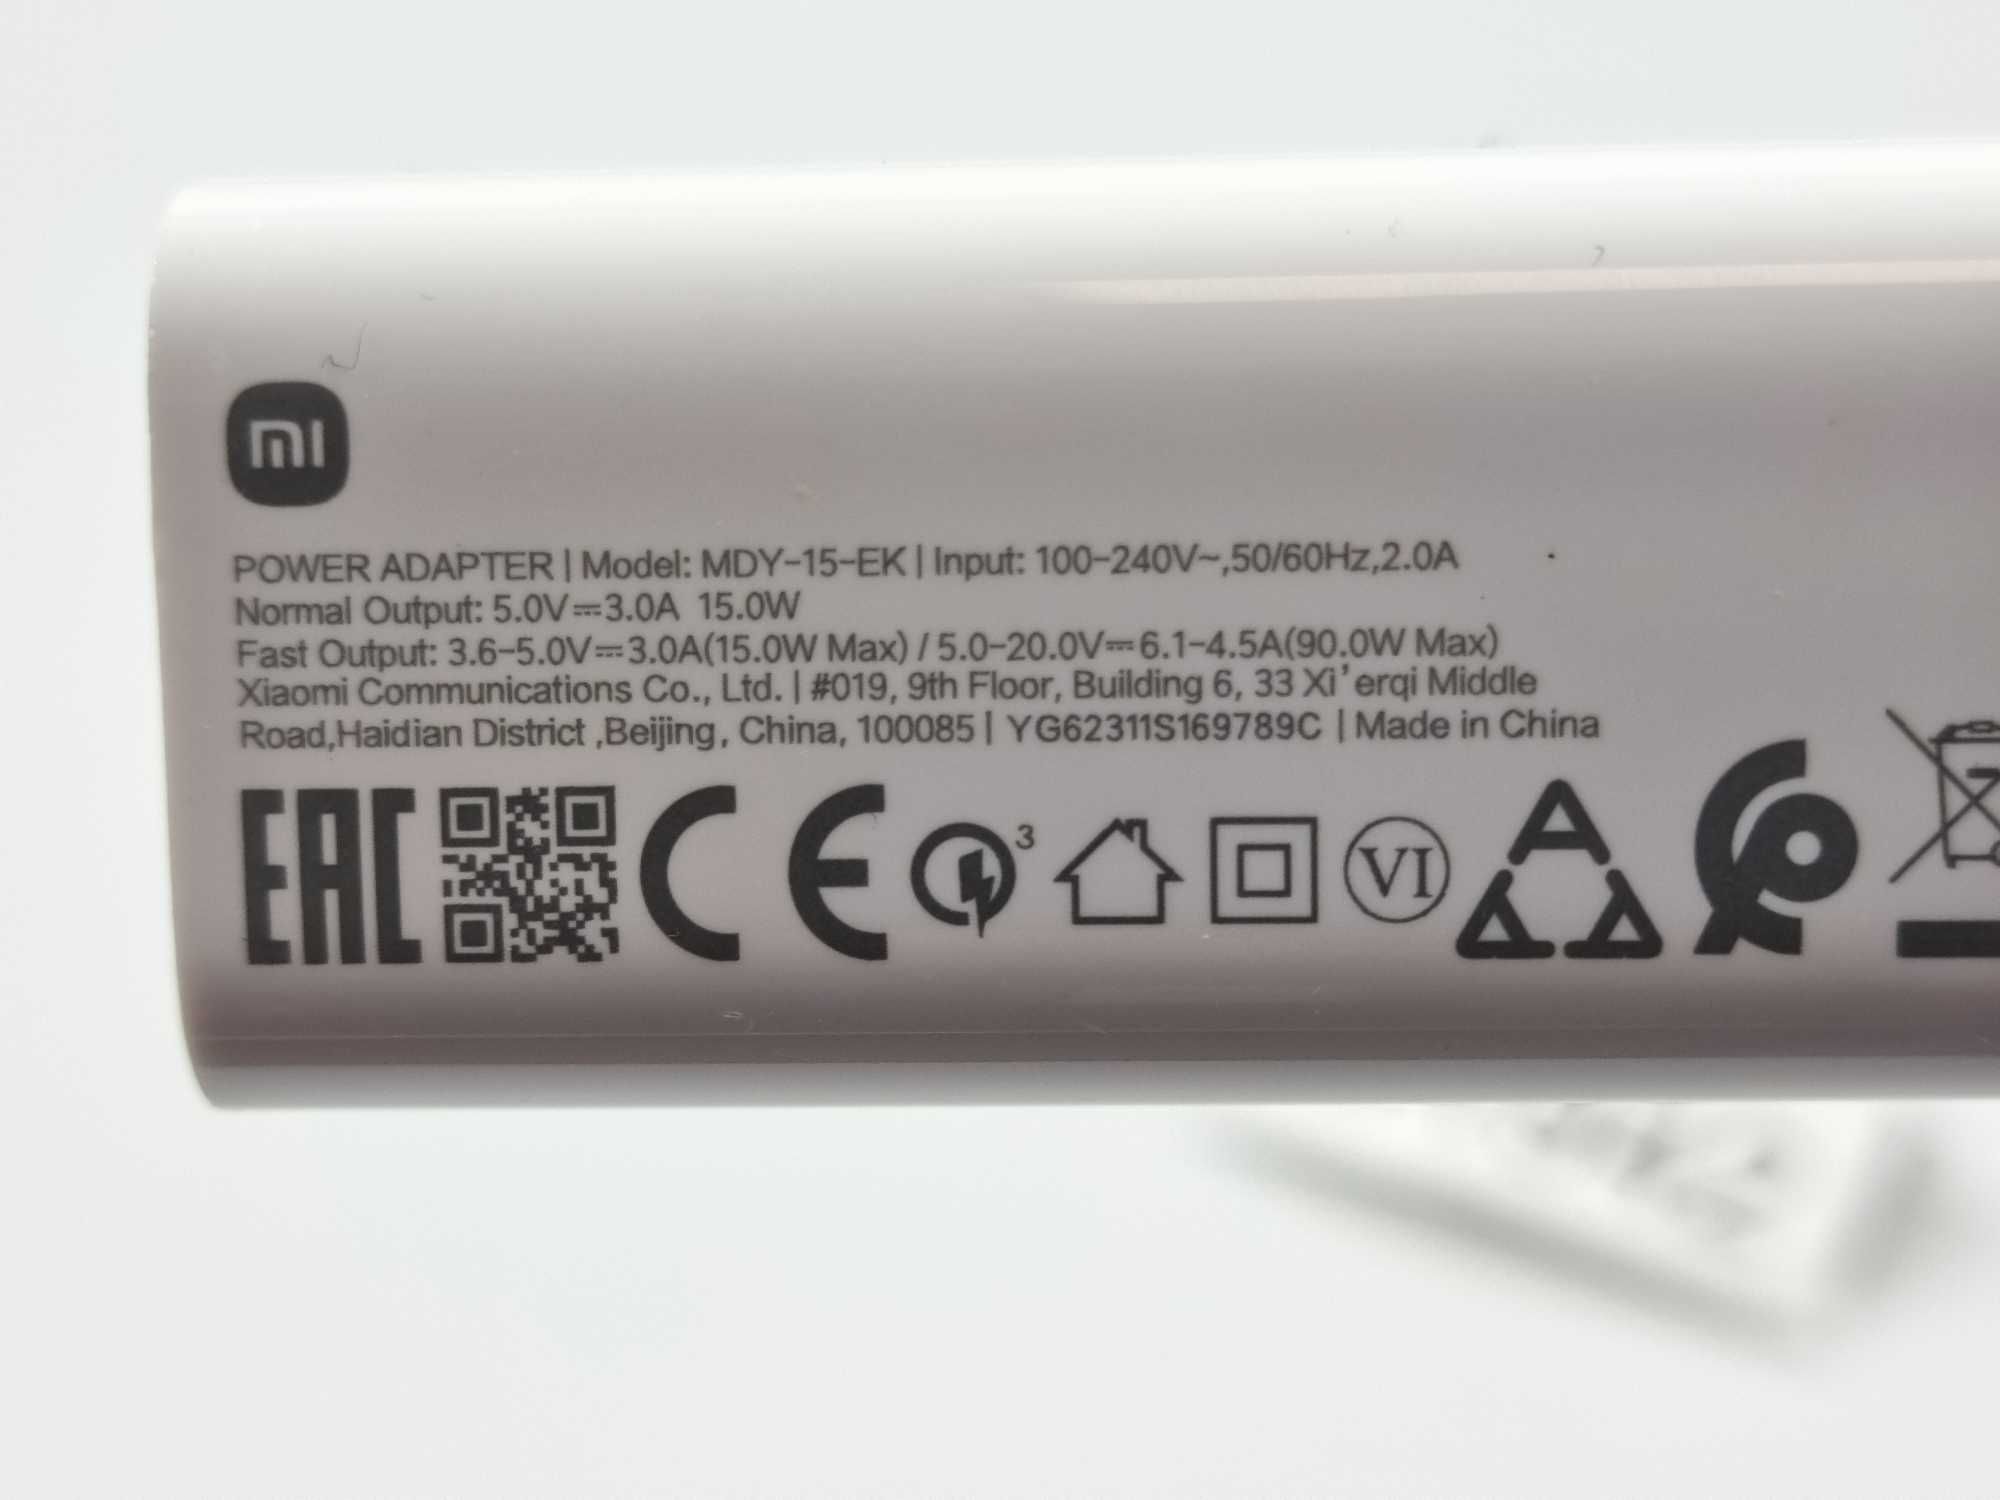 mi
POWER ADAPTER | Model: MDY-15-EK | Input: 100-240V~,50/60Hz,2.0A
Normal Output: 5.0V⎓3.0A 15.0W
Fast Output: 3.6-5.0V⎓3.0A(15.0W Max) / 5.0-20.0V⎓6.1-4.5A(90.0W Max)
Xiaomi Communications Co., Ltd. | #019, 9th Floor, Building 6, 33 Xi'erqi Middle
Road,Haidian District ,Beijing, China, 100085 | YG62311S169789C | Made in China
EAC CE 3 VI